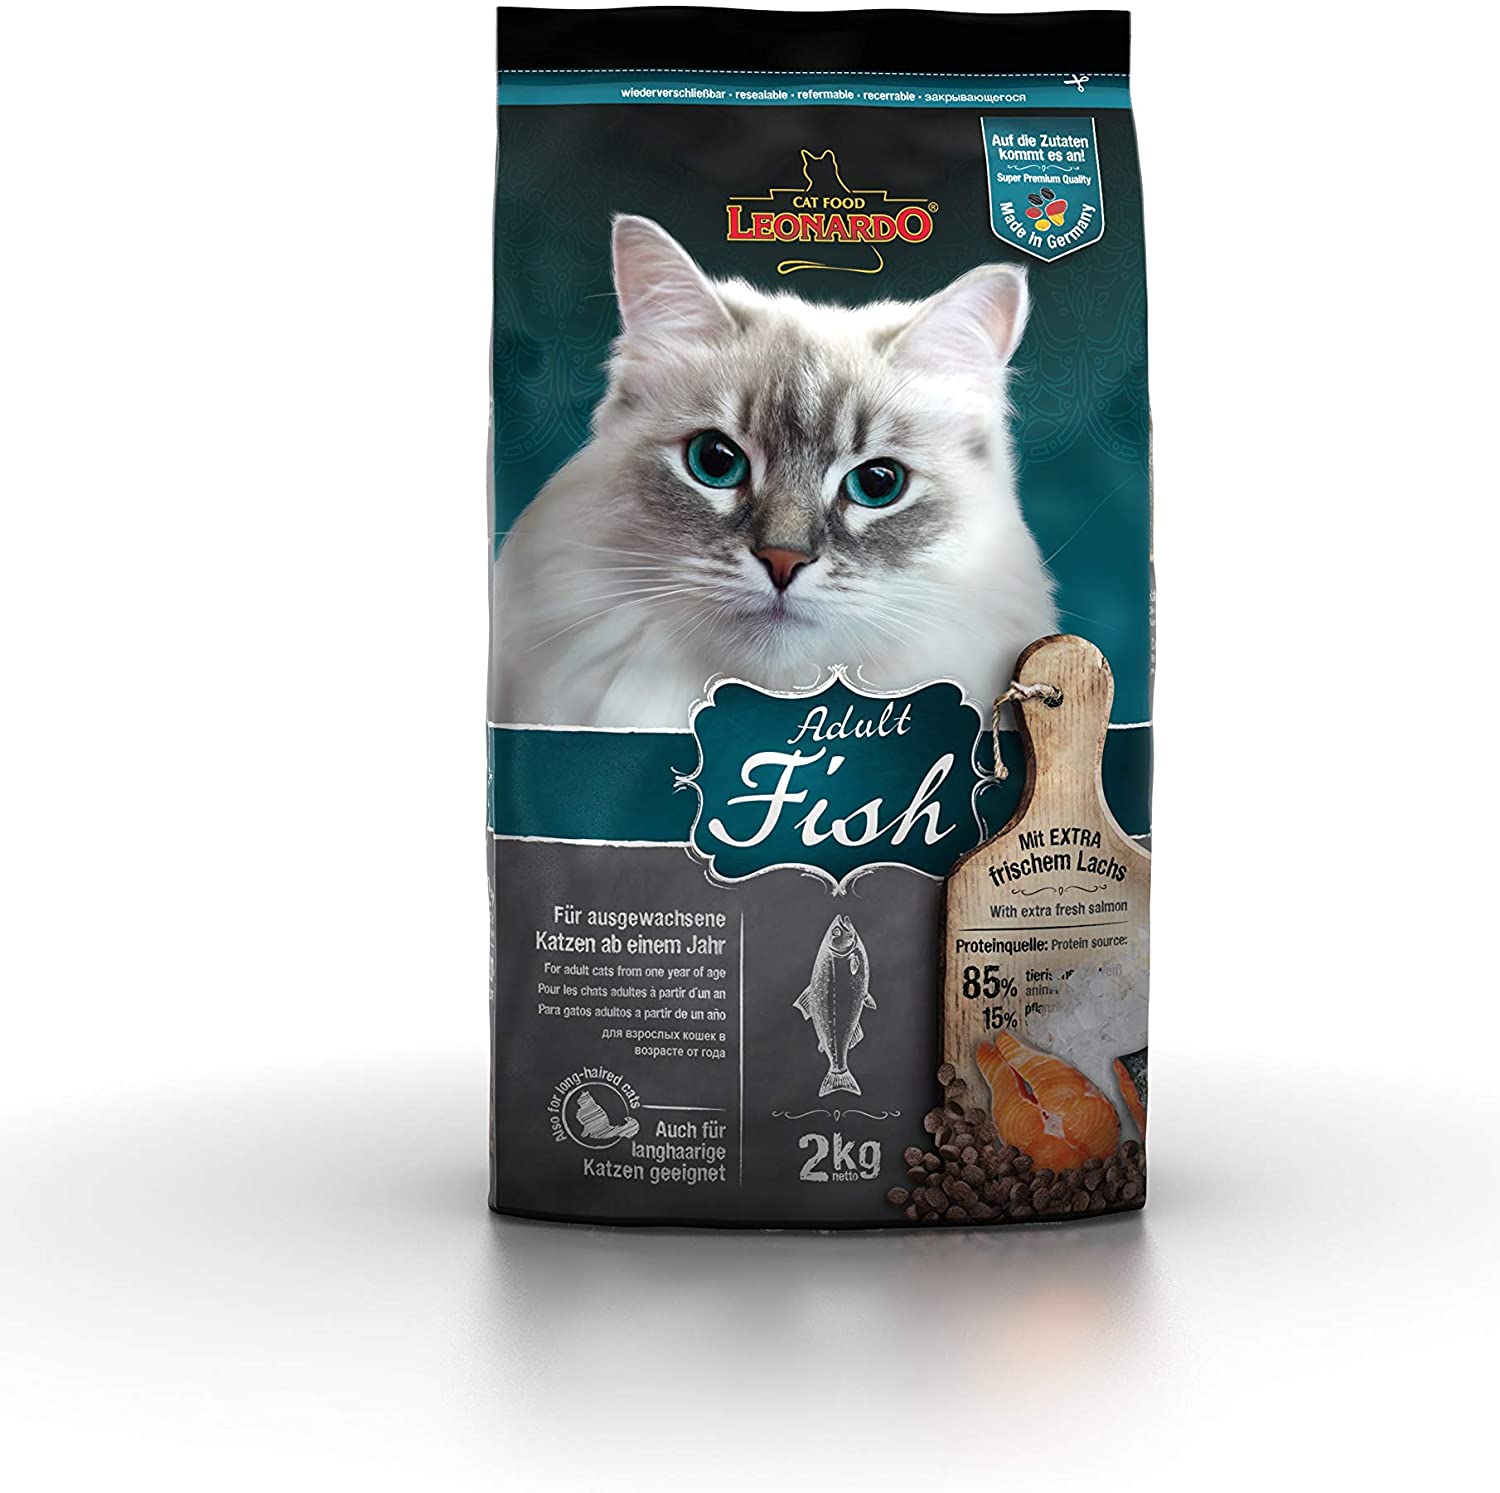 wiederverschließbar • resealable • refermable • recerrable • закрывающегося
Auf die Zutaten
kommt es an!
Super Premium Quality
Made in Germany
CAT FOOD
LEONARDO®
Adult
Fish
Mit EXTRA
frischem Lachs
With extra fresh salmon
Proteinquelle: Protein source:
85%
15%
Für ausgewachsene
Katzen ab einem Jahr
For adult cats from one year of age
Pour les chats adultes à partir d'un an
Para gatos adultos a partir de un año
для взрослых кошек в
возрасте от года
Also for long-haired cats
Auch für
langhaarige
Katzen geeignet
2kg
netto